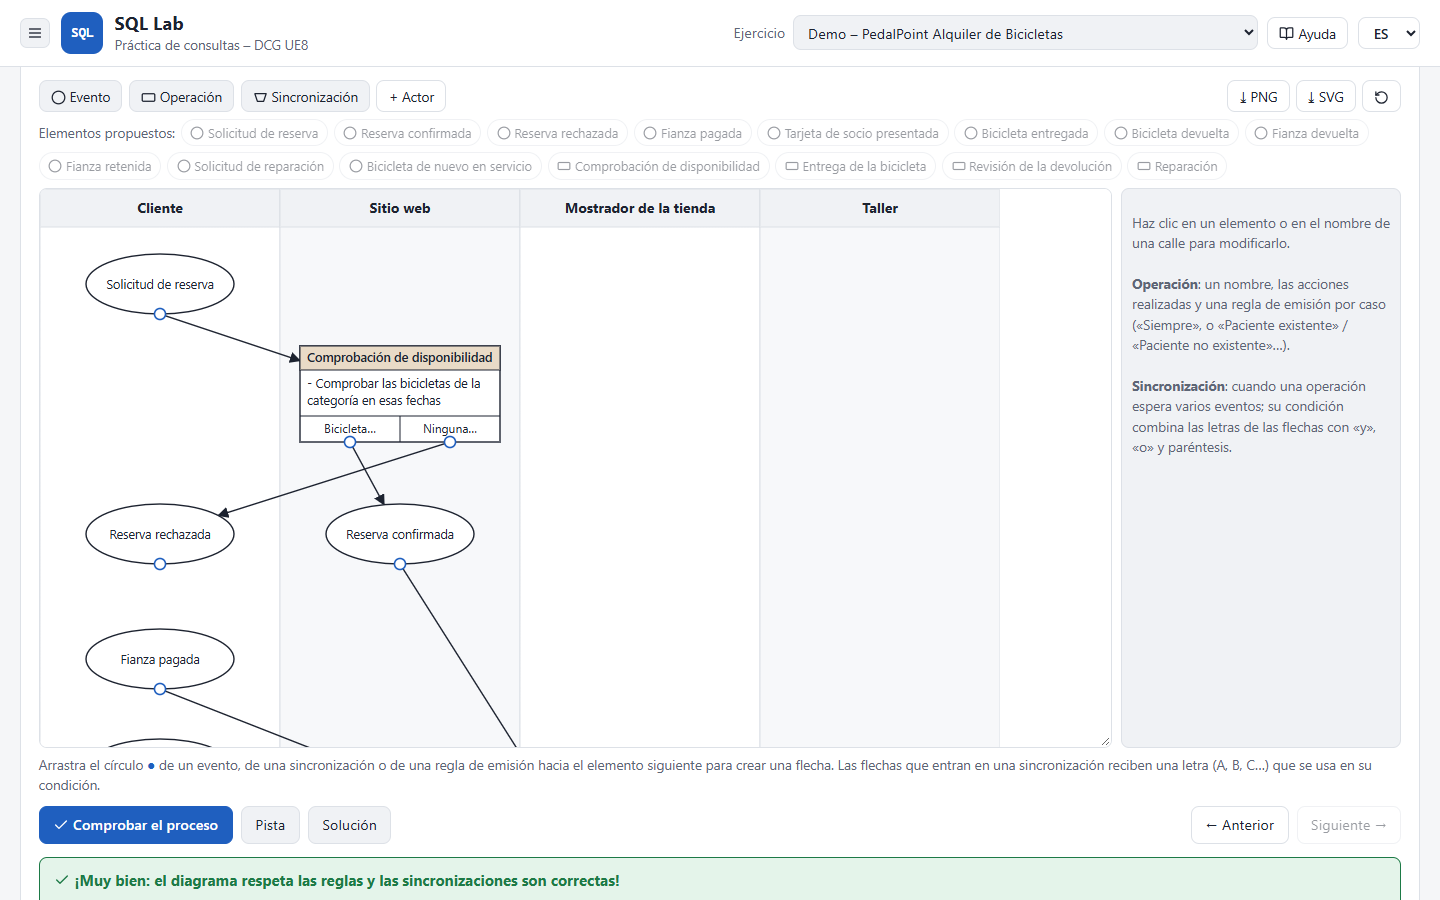 SQL
SQL Lab
Práctica de consultas – DCG UE8
Ejercicio
Demo – PedalPoint Alquiler de Bicicletas
Ayuda
ES
Evento
Operación
Sincronización
+ Actor
↓ PNG
↓ SVG
Elementos propuestos:
Solicitud de reserva
Reserva confirmada
Reserva rechazada
Fianza pagada
Tarjeta de socio presentada
Bicicleta entregada
Bicicleta devuelta
Fianza devuelta
Fianza retenida
Solicitud de reparación
Bicicleta de nuevo en servicio
Comprobación de disponibilidad
Entrega de la bicicleta
Revisión de la devolución
Reparación
Cliente
Sitio web
Mostrador de la tienda
Taller
Solicitud de reserva
Comprobación de disponibilidad
- Comprobar las bicicletas de la
categoría en esas fechas
Bicicleta...
Ninguna...
Reserva rechazada
Reserva confirmada
Fianza pagada
Haz clic en un elemento o en el nombre de
una calle para modificarlo.
Operación: un nombre, las acciones
realizadas y una regla de emisión por caso
(«Siempre», o «Paciente existente» /
«Paciente no existente»...).
Sincronización: cuando una operación
espera varios eventos; su condición
combina las letras de las flechas con «y»,
«o» y paréntesis.
Arrastra el círculo ● de un evento, de una sincronización o de una regla de emisión hacia el elemento siguiente para crear una flecha. Las flechas que entran en una sincronización reciben una letra (A, B, C...) que se usa en su
condición.
✓ Comprobar el proceso
Pista
Solución
← Anterior
Siguiente →
✓ ¡Muy bien: el diagrama respeta las reglas y las sincronizaciones son correctas!